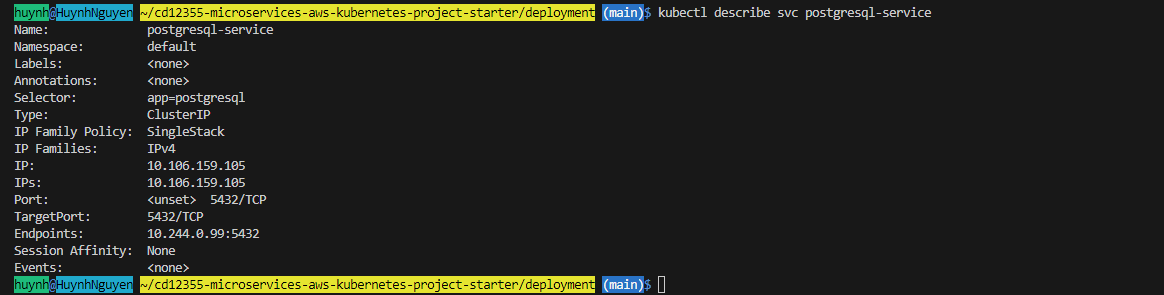 huynh@HuynhNguyen ~/cd12355-microservices-aws-kubernetes-project-starter/deployment (main)$ kubectl describe svc postgresql-service
Name:              postgresql-service
Namespace:         default
Labels:            <none>
Annotations:       <none>
Selector:          app=postgresql
Type:              ClusterIP
IP Family Policy:  SingleStack
IP Families:       IPv4
IP:                10.106.159.105
IPs:               10.106.159.105
Port:              <unset>  5432/TCP
TargetPort:        5432/TCP
Endpoints:         10.244.0.99:5432
Session Affinity:  None
Events:            <none>
huynh@HuynhNguyen ~/cd12355-microservices-aws-kubernetes-project-starter/deployment (main)$